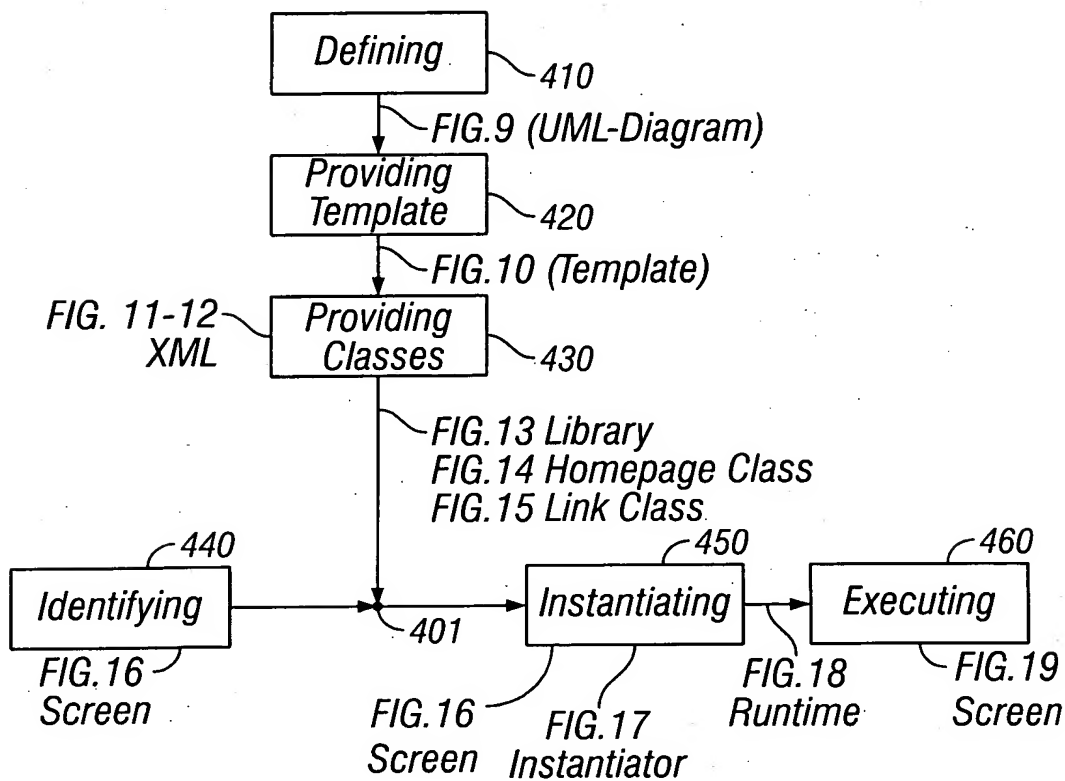 Defining
410
FIG.9 (UML-Diagram)
Providing
Template
420
FIG.10 (Template)
FIG. 11-12
XML
Providing
Classes
430
FIG.13 Library
FIG.14 Homepage Class
FIG.15 Link Class
440
Identifying
FIG.16
Screen
401
450
Instantiating
FIG.16
Screen
FIG.17
Instantiator
FIG.18
Runtime
460
Executing
FIG.19
Screen